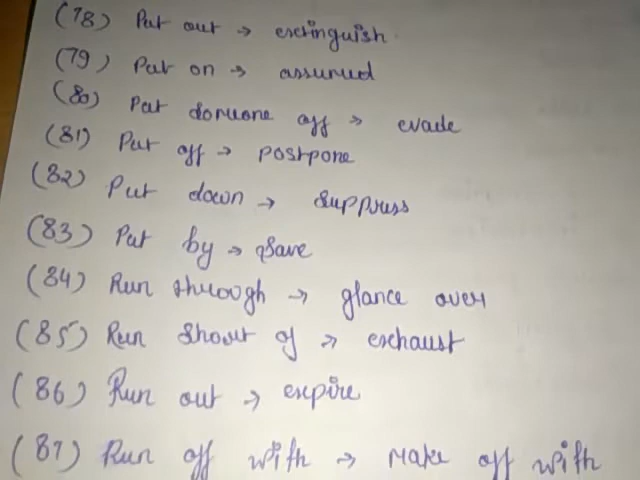 (78) Put out → extinguish
(79) Put on → assumed
(80) Put someone off → evade
(81) Put off → postpone
(82) Put down → Suppress
(83) Put by → Save
(84) Run through → glance over
(85) Run short of → exhaust
(86) Run out → expire
(87) Run off with → Make off with